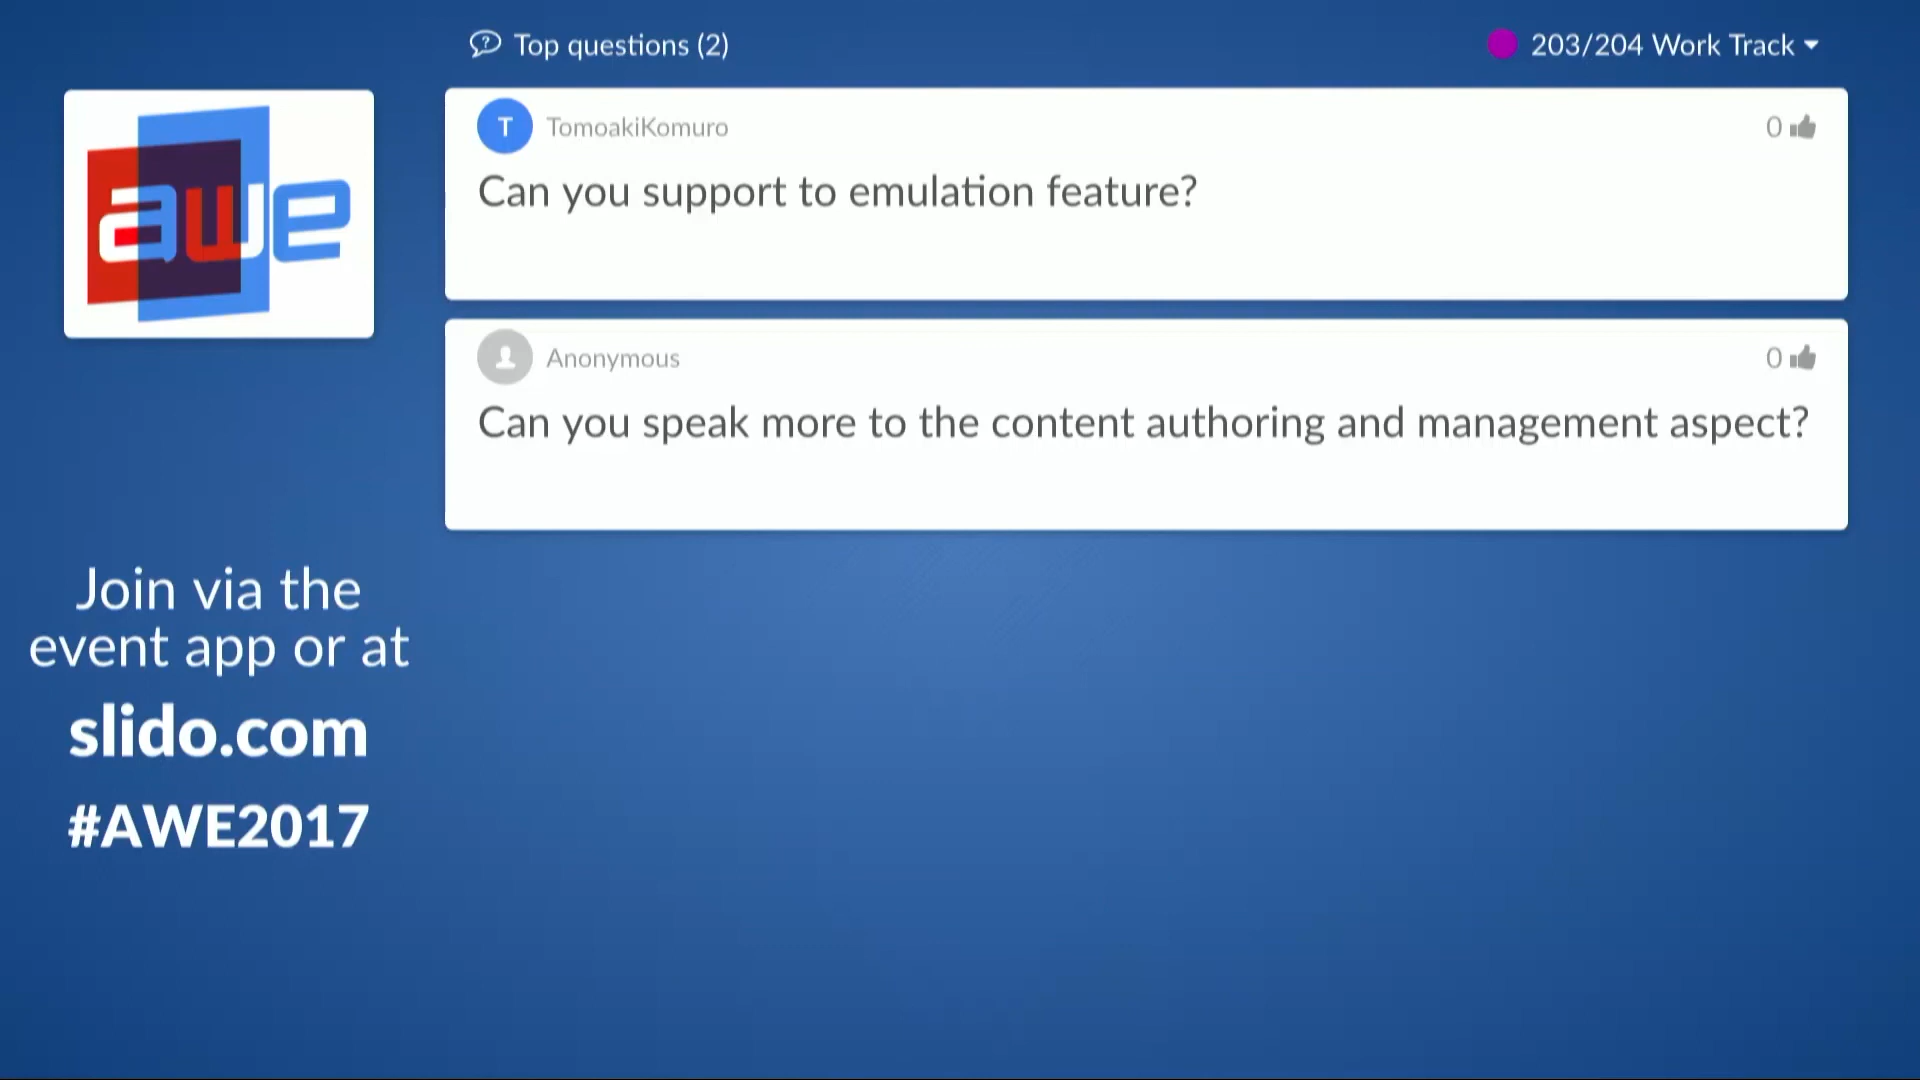 Top questions (2)
203/204 Work Track
awe
T TomoakiKomuro
0
Can you support to emulation feature?
Anonymous
0
Can you speak more to the content authoring and management aspect?
Join via the
event app or at
slido.com
#AWE2017